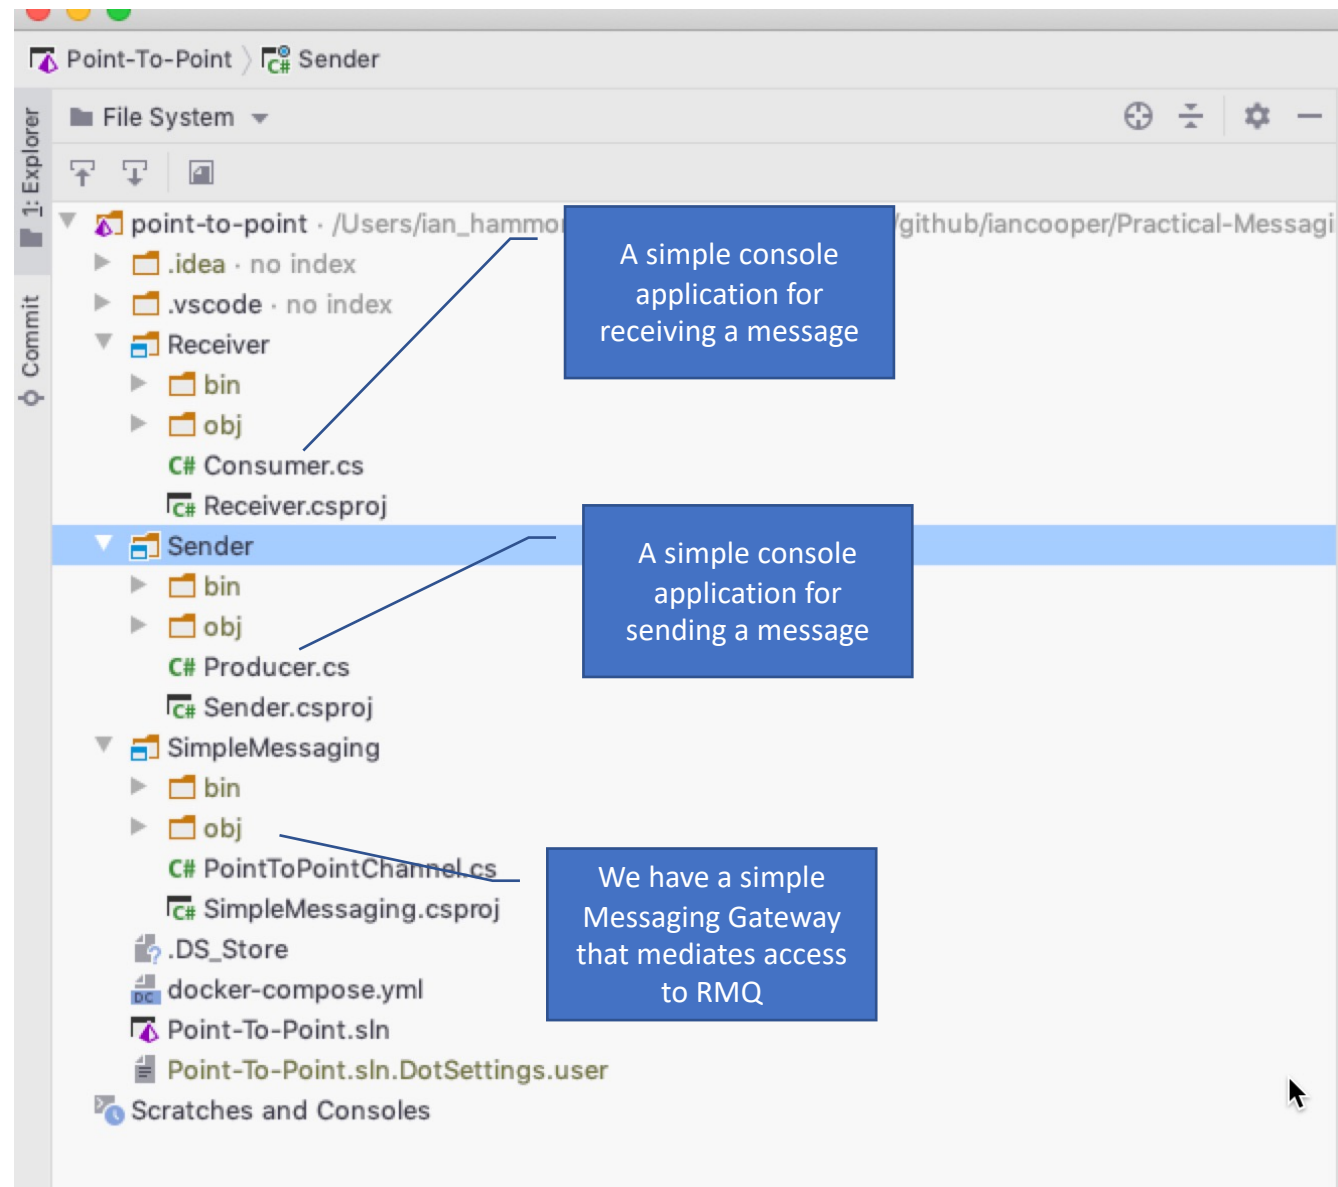 Point-To-Point Sender
1: Explorer
Commit
File System
point-to-point · /Users/ian_hammo /github/iancooper/Practical-Messagi
.idea · no index
.vscode · no index
Receiver
bin
obj
C# Consumer.cs
C# Receiver.csproj
Sender
bin
obj
C# Producer.cs
C# Sender.csproj
SimpleMessaging
bin
obj
C# PointToPointChannel.cs
C# SimpleMessaging.csproj
.DS_Store
DC docker-compose.yml
Point-To-Point.sln
Point-To-Point.sln.DotSettings.user
Scratches and Consoles
A simple console
application for
receiving a message
A simple console
application for
sending a message
We have a simple
Messaging Gateway
that mediates access
to RMQ